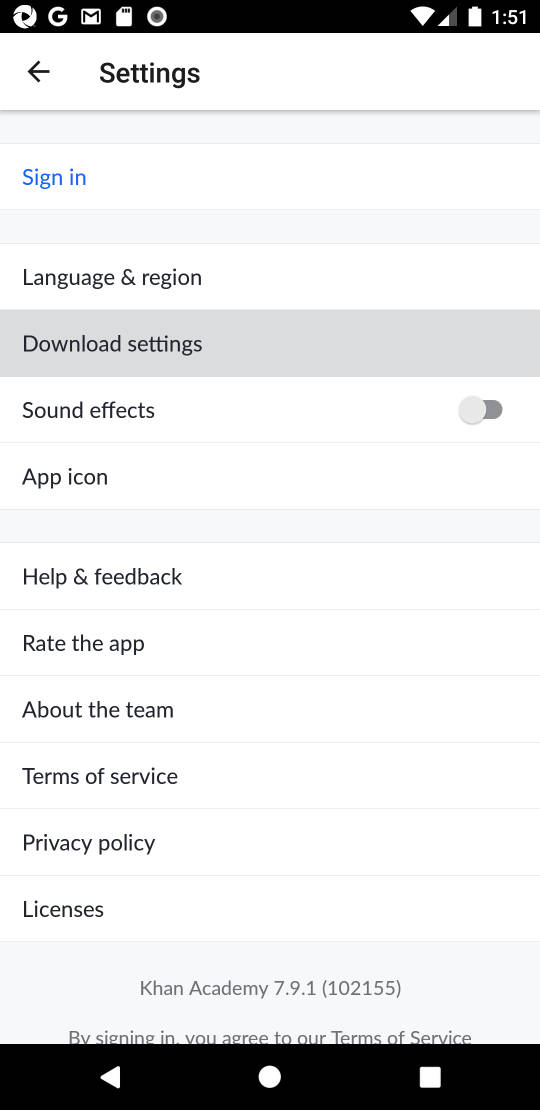 1:51
Settings
Sign in
Language & region
Download settings
Sound effects
App icon
Help & feedback
Rate the app
About the team
Terms of service
Privacy policy
Licenses
Khan Academy 7.9.1 (102155)
By signing in, you agree to our Terms of Service